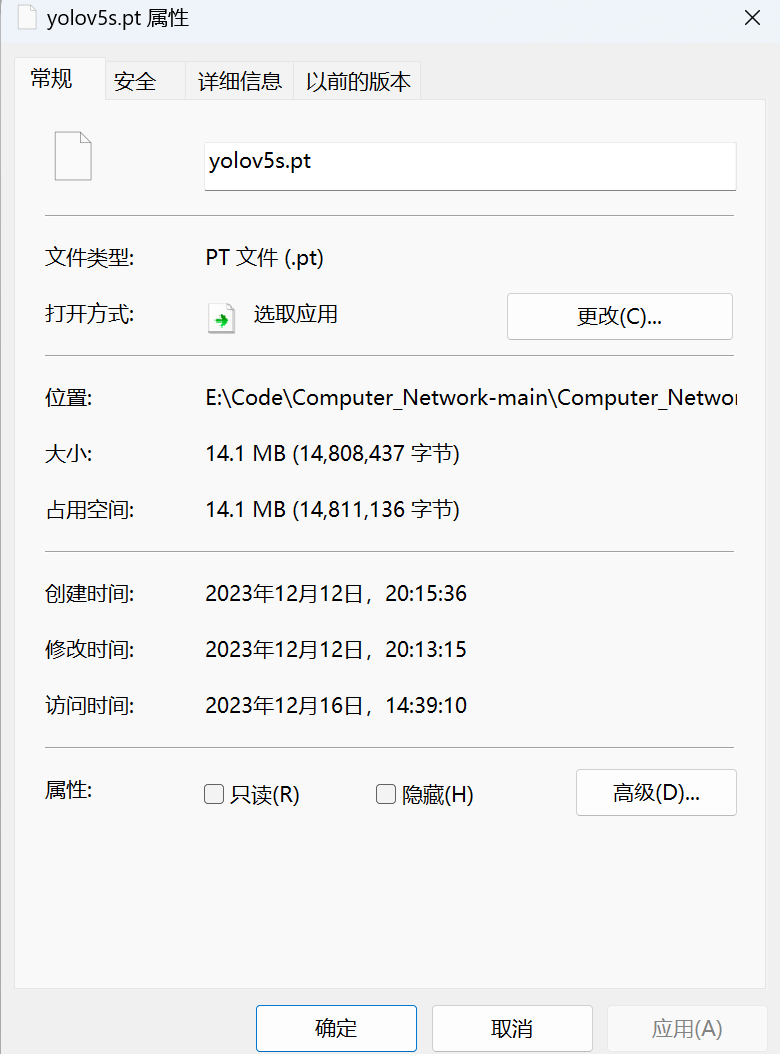 yolov5s.pt 属性
常规 安全 详细信息 以前的版本
yolov5s.pt
文件类型: PT 文件 (.pt)
打开方式: 选取应用 更改(C)...
位置: E:\Code\Computer_Network-main\Computer_Networ
大小: 14.1 MB (14,808,437 字节)
占用空间: 14.1 MB (14,811,136 字节)
创建时间: 2023年12月12日，20:15:36
修改时间: 2023年12月12日，20:13:15
访问时间: 2023年12月16日，14:39:10
属性: 只读(R) 隐藏(H) 高级(D)...
确定 取消 应用(A)